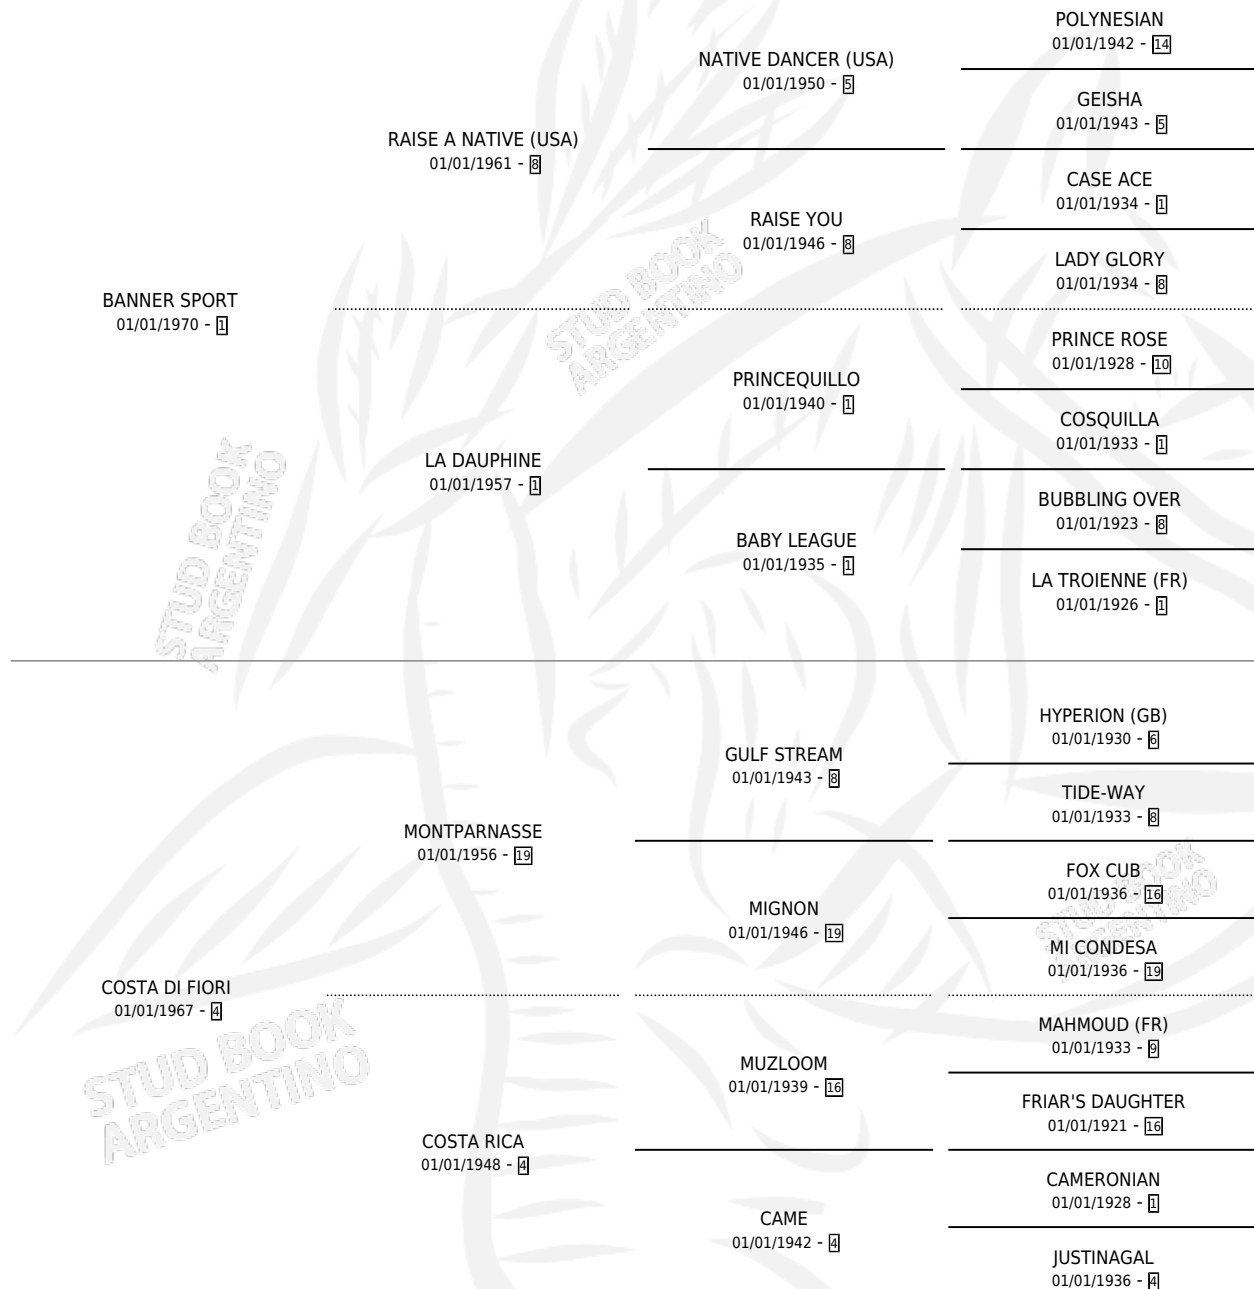 BANNER SPORT
01/01/1970 - 1
RAISE A NATIVE (USA)
01/01/1961 - 8
LA DAUPHINE
01/01/1957 - 1
NATIVE DANCER (USA)
01/01/1950 - 5
RAISE YOU
01/01/1946 - 8
PRINCEQUILLO
01/01/1940 - 1
BABY LEAGUE
01/01/1935 - 1
POLYNESIAN
01/01/1942 - 14
GEISHA
01/01/1943 - 5
CASE ACE
01/01/1934 - 1
LADY GLORY
01/01/1934 - 8
PRINCE ROSE
01/01/1928 - 10
COSQUILLA
01/01/1933 - 1
BUBBLING OVER
01/01/1923 - 8
LA TROIENNE (FR)
01/01/1926 - 1
COSTA DI FIORI
01/01/1967 - 4
MONTPARNASSE
01/01/1956 - 19
COSTA RICA
01/01/1948 - 4
GULF STREAM
01/01/1943 - 8
MIGNON
01/01/1946 - 19
MUZLOOM
01/01/1939 - 16
CAME
01/01/1942 - 4
HYPERION (GB)
01/01/1930 - 6
TIDE-WAY
01/01/1933 - 8
FOX CUB
01/01/1936 - 16
MI CONDESA
01/01/1936 - 19
MAHMOUD (FR)
01/01/1933 - 9
FRIAR'S DAUGHTER
01/01/1921 - 16
CAMERONIAN
01/01/1928 - 1
JUSTINAGAL
01/01/1936 - 4
STUD BOOK
ARGENTINO
STUD BOOK
ARGENTINO
STUD BOOK
ARGENTINO
STUD BOOK
ARGENTINO